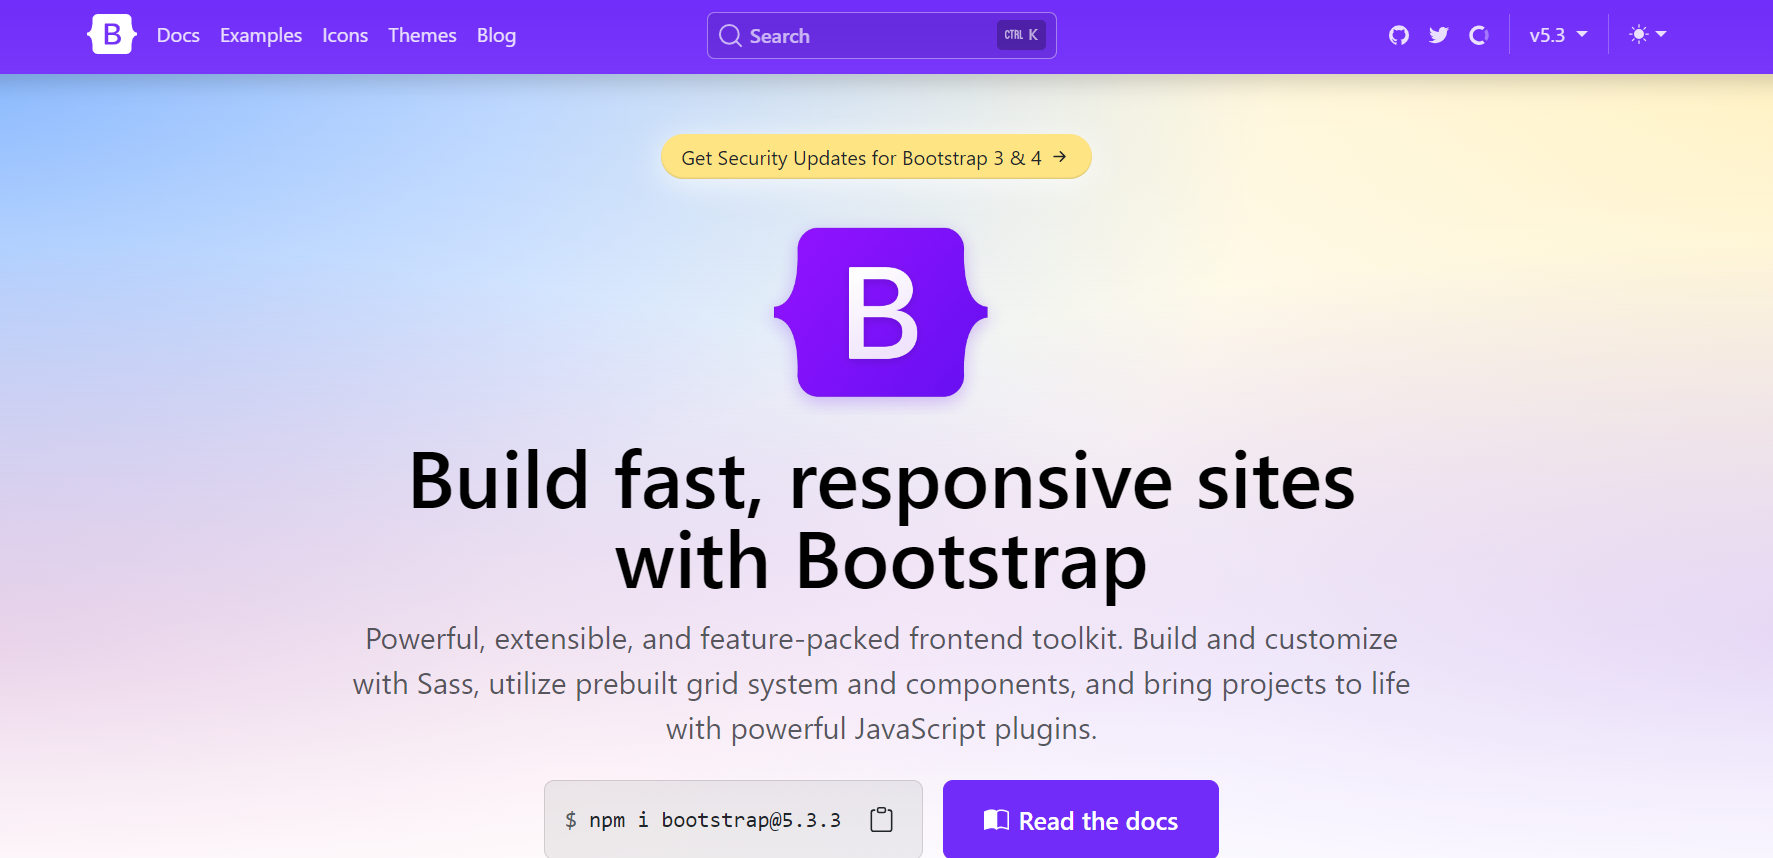 B Docs Examples Icons Themes Blog Search CTRL K v5.3
Get Security Updates for Bootstrap 3 & 4 →
B
Build fast, responsive sites
with Bootstrap
Powerful, extensible, and feature-packed frontend toolkit. Build and customize
with Sass, utilize prebuilt grid system and components, and bring projects to life
with powerful JavaScript plugins.
$ npm i bootstrap@5.3.3 Read the docs